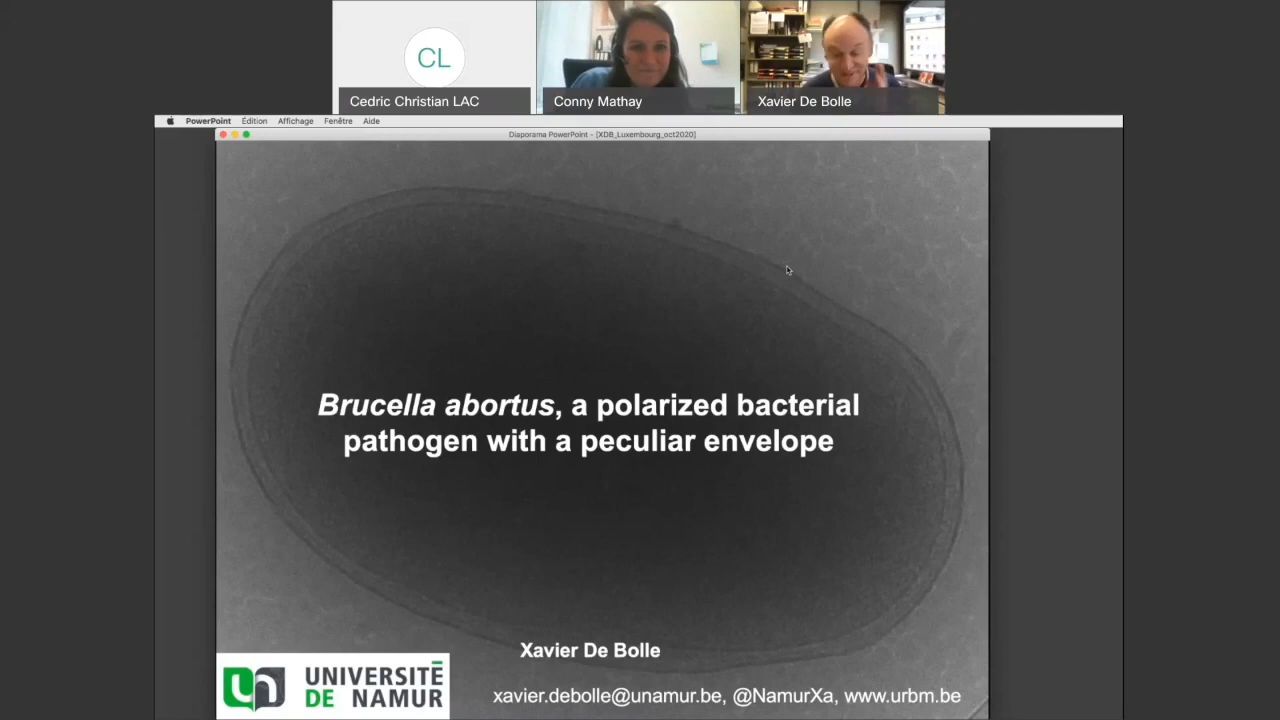 CL
Cedric Christian LAC
Conny Mathay
Xavier De Bolle
PowerPoint Édition Affichage Fenêtre Aide
Diaporama PowerPoint - [XDB_Luxembourg_oct2020]
Brucella abortus, a polarized bacterial
pathogen with a peculiar envelope
Xavier De Bolle
UNIVERSITÉ
DE NAMUR
xavier.debolle@unamur.be, @NamurXa, www.urbm.be